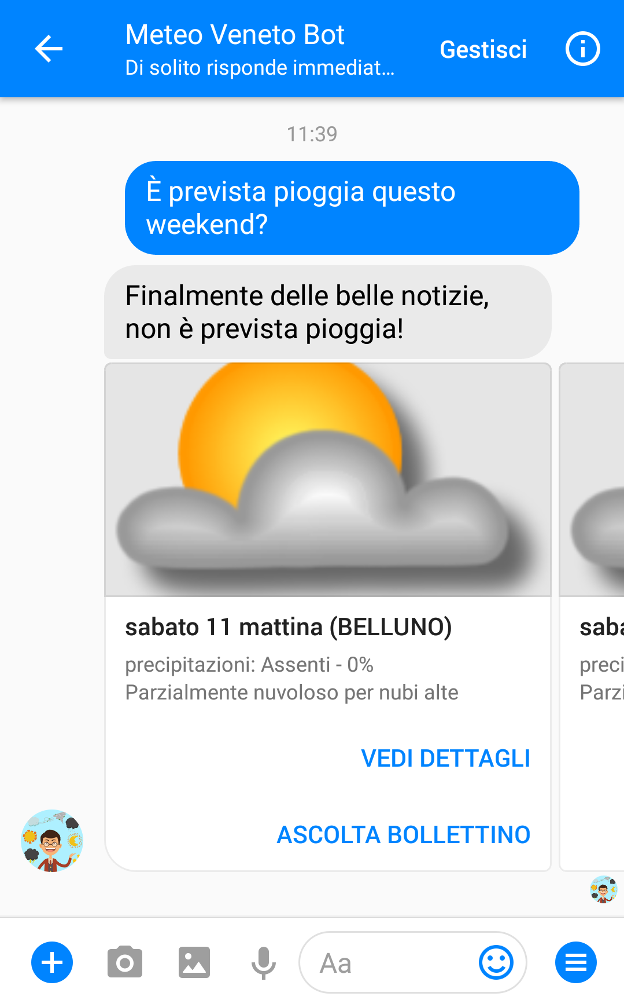 Meteo Veneto Bot
Di solito risponde immediat...
Gestisci
11:39
È prevista pioggia questo
weekend?
Finalmente delle belle notizie,
non è prevista pioggia!
sabato 11 mattina (BELLUNO)
precipitazioni: Assenti - 0%
Parzialmente nuvoloso per nubi alte
VEDI DETTAGLI
ASCOLTA BOLLETTINO
saba
preci
Parzi
Aa